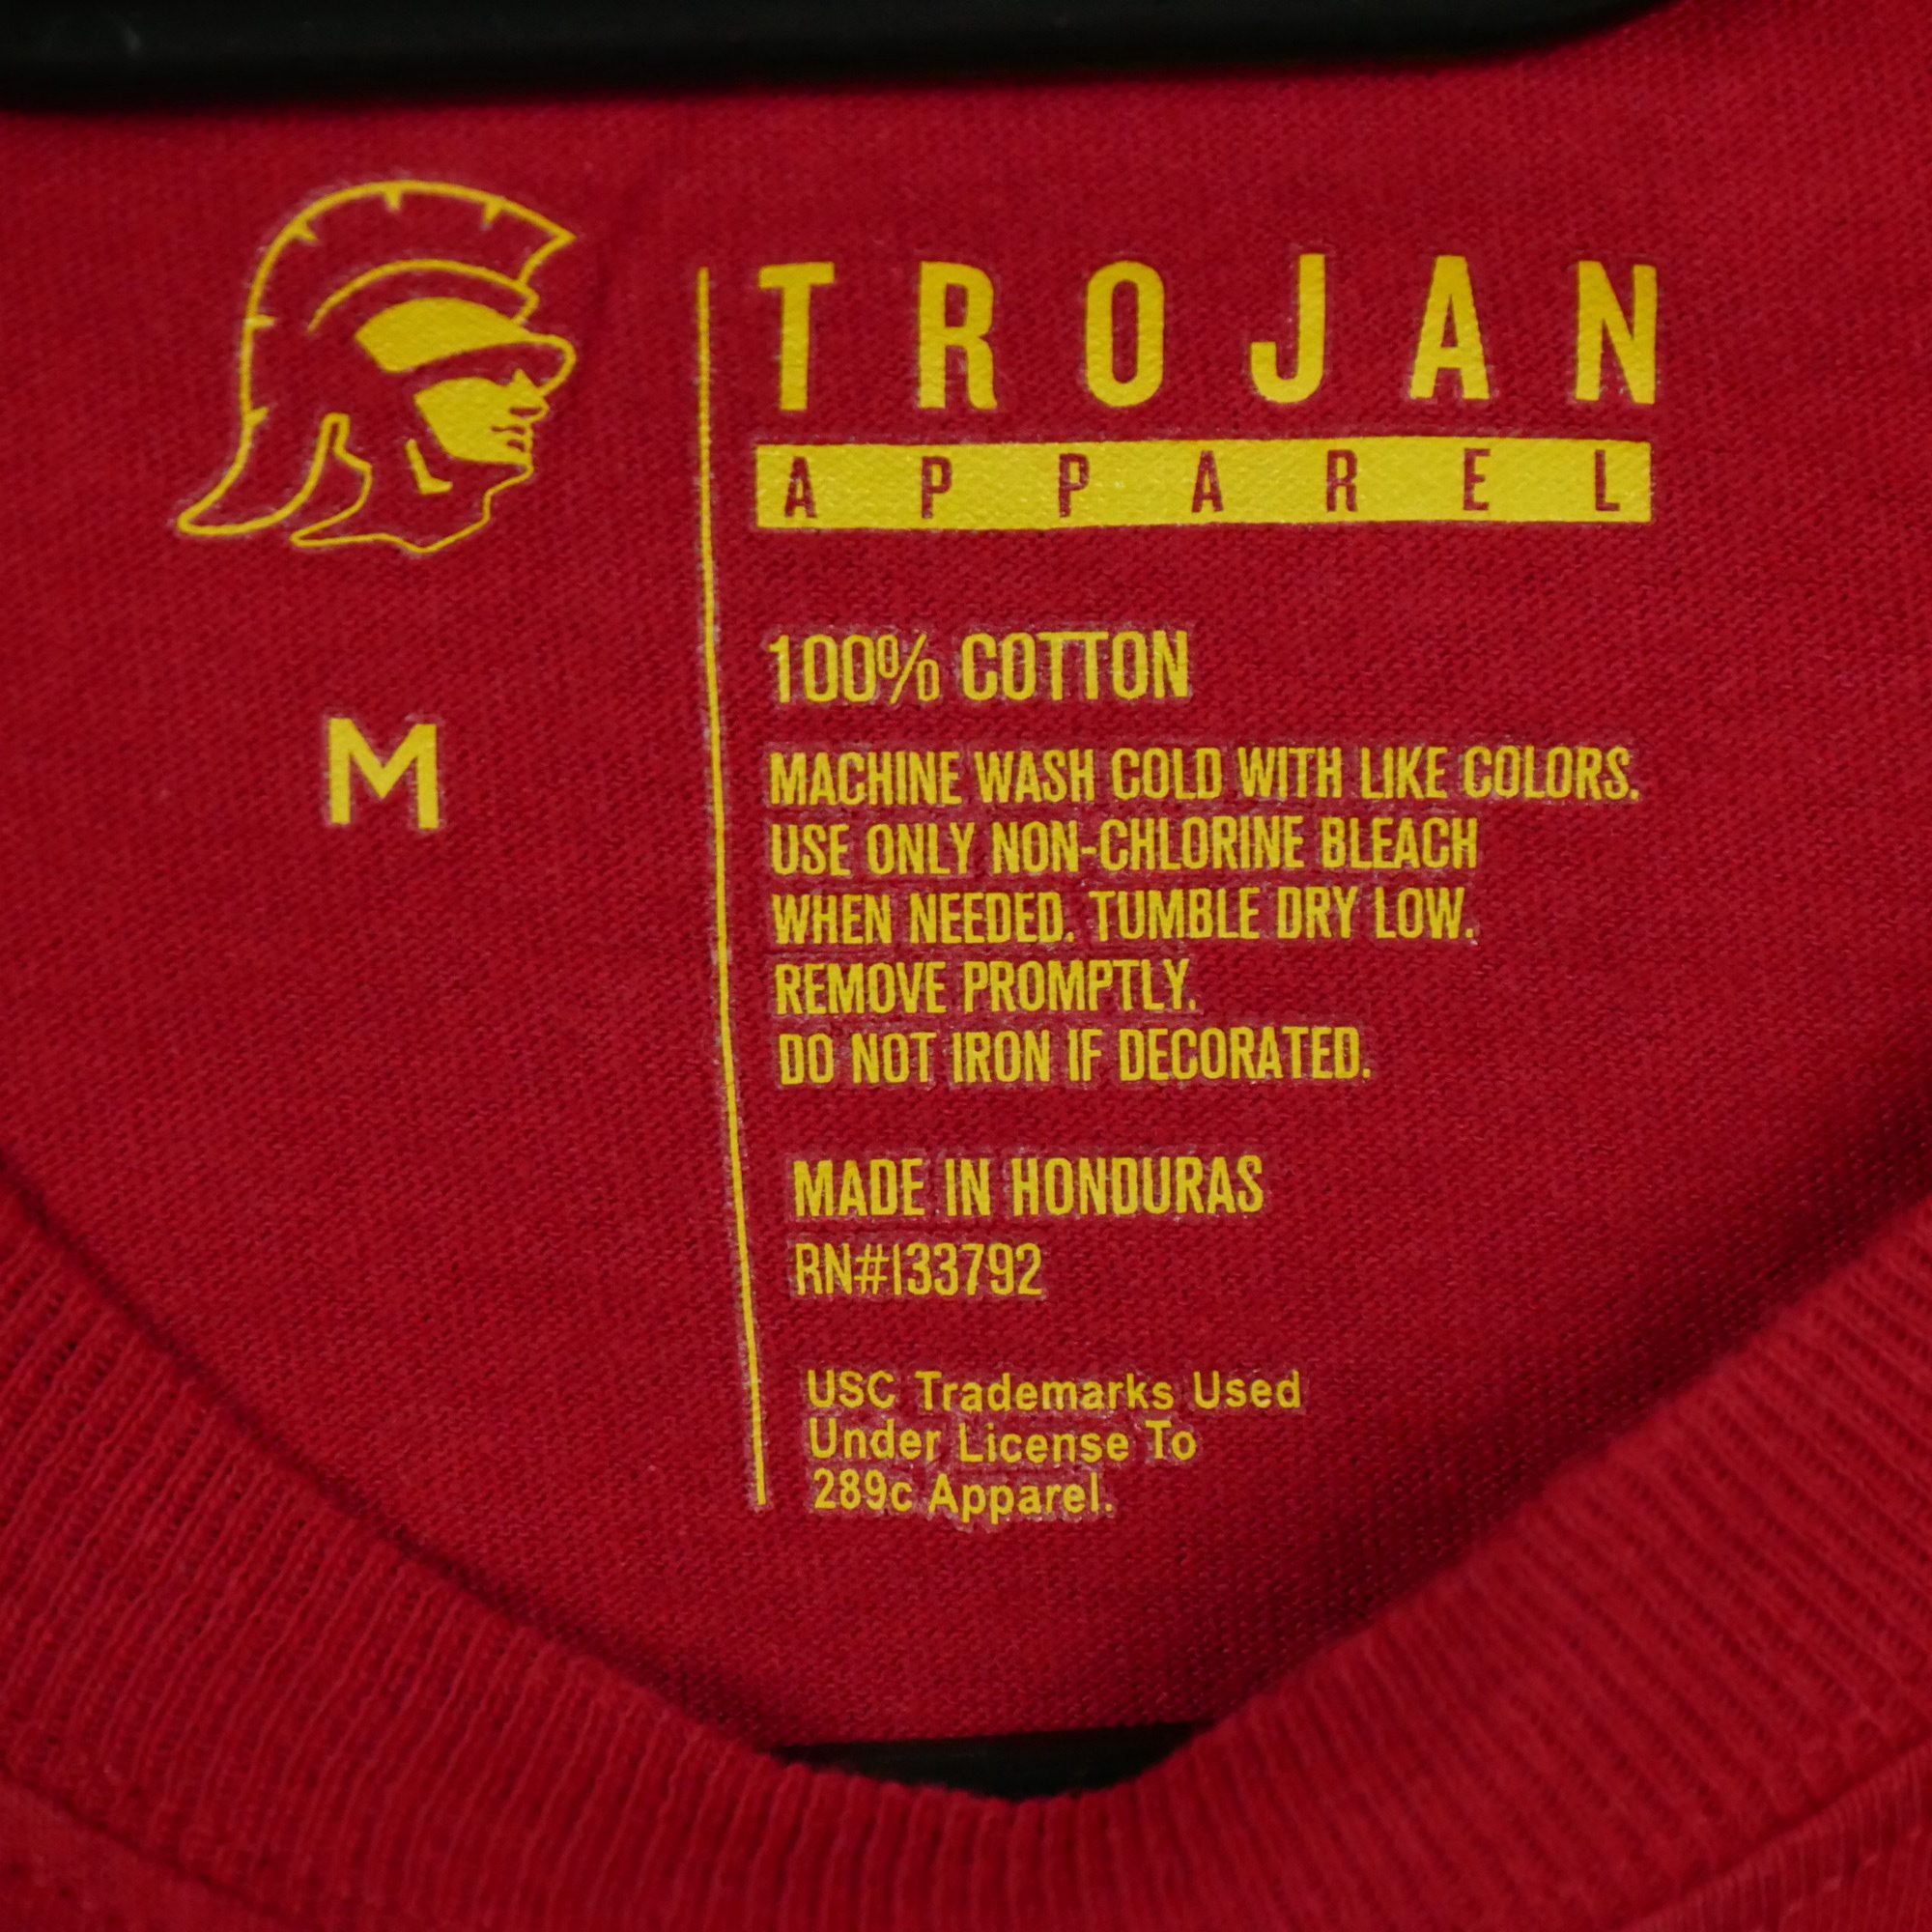 TROJAN
APPAREL
M
100% COTTON
MACHINE WASH COLD WITH LIKE COLORS.
USE ONLY NON-CHLORINE BLEACH
WHEN NEEDED. TUMBLE DRY LOW.
REMOVE PROMPTLY.
DO NOT IRON IF DECORATED.
MADE IN HONDURAS
RN#133792
USC Trademarks Used
Under License To
289c Apparel.